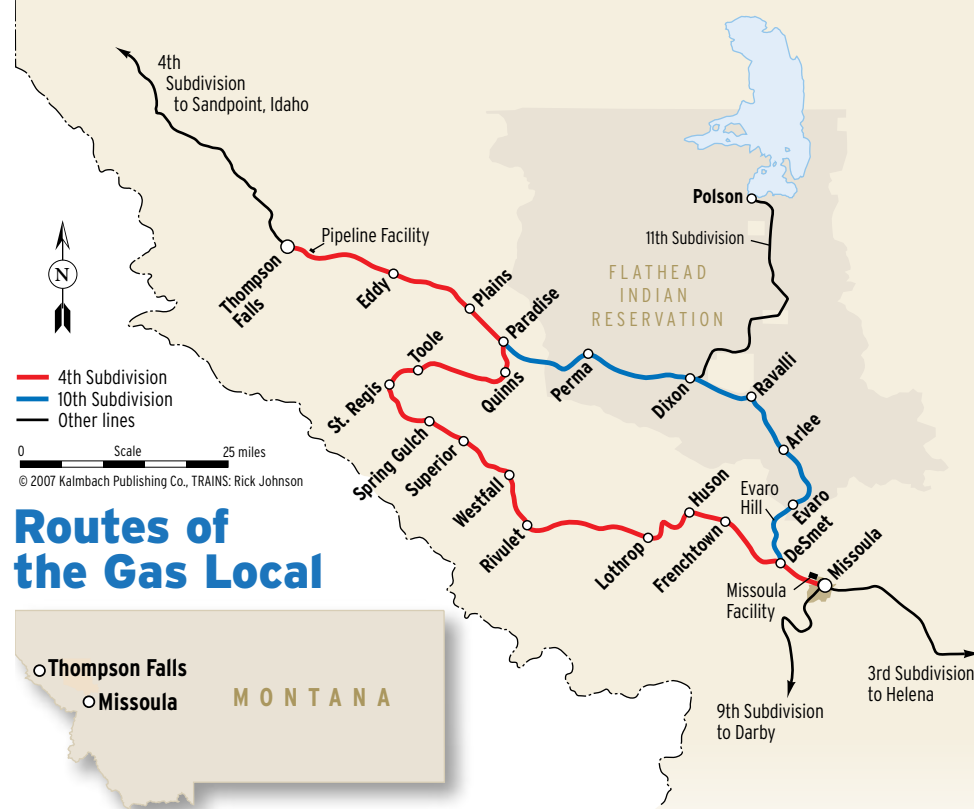 4th
Subdivision
to Sandpoint, Idaho
Polson
11th Subdivision
FLATHEAD
INDIAN
RESERVATION
N
Pipeline Facility
Thompson
Falls
Eddy
Plains
Paradise
Toole
St. Regis
Quinns
Perma
Dixon
Ravalli
Arlee
Spring Gulch
Superior
Westfall
Rivulet
Lothrop
Huson
Frenchtown
Evaro
Hill
Evaro
DeSmet
Missoula
Missoula
Facility
3rd Subdivision
to Helena
9th Subdivision
to Darby
4th Subdivision
10th Subdivision
Other lines
0 Scale 25 miles
© 2007 Kalmbach Publishing Co., TRAINS: Rick Johnson
Routes of
the Gas Local
Thompson Falls
Missoula
MONTANA